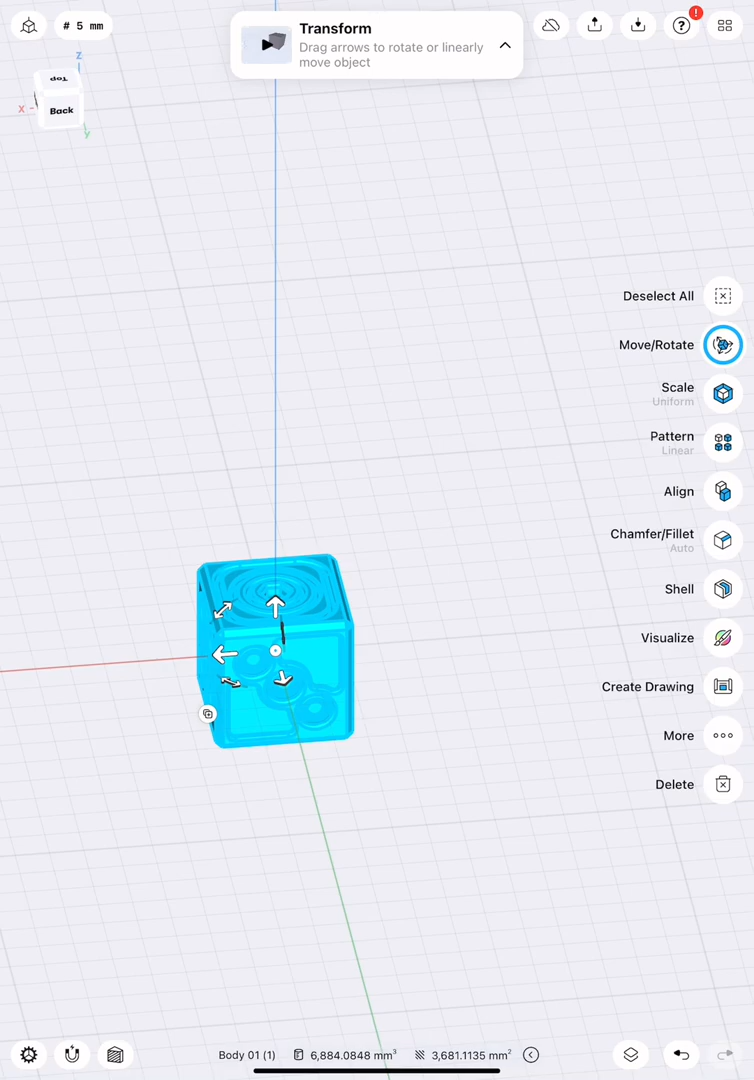 # 5 mm
Transform
Drag arrows to rotate or linearly
move object
!
z
Top
x
Back
y
Deselect All
Move/Rotate
Scale
Uniform
Pattern
Linear
Align
Chamfer/Fillet
Auto
Shell
Visualize
Create Drawing
More
Delete
Body 01 (1) 6,884.0848 mm³ 3,681.1135 mm²